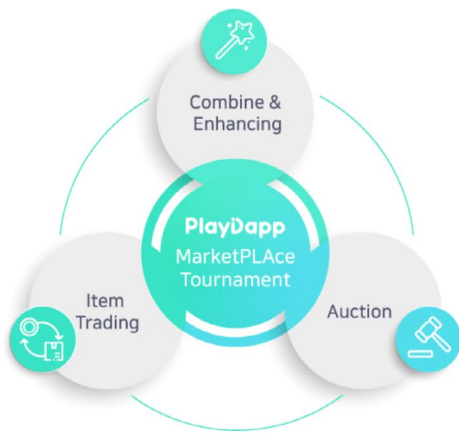 Combine &
Enhancing
PlayDapp
MarketPLAce
Tournament
Item
Trading
Auction